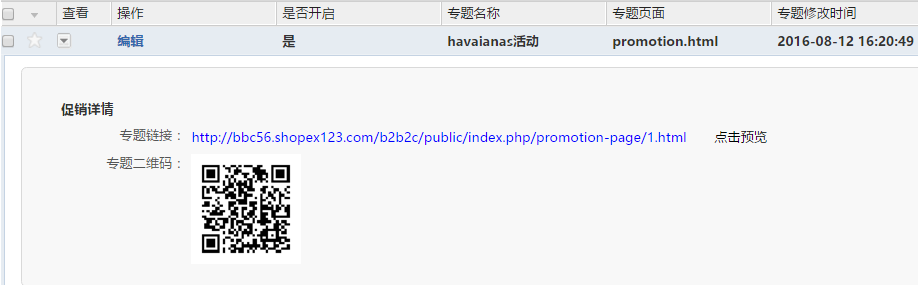 查看 操作 是否开启 专题名称 专题页面 专题修改时间
编辑 是 havaianas活动 promotion.html 2016-08-12 16:20:49
促销详情
专题链接： http://bbc56.shopex123.com/b2b2c/public/index.php/promotion-page/1.html 点击预览
专题二维码：